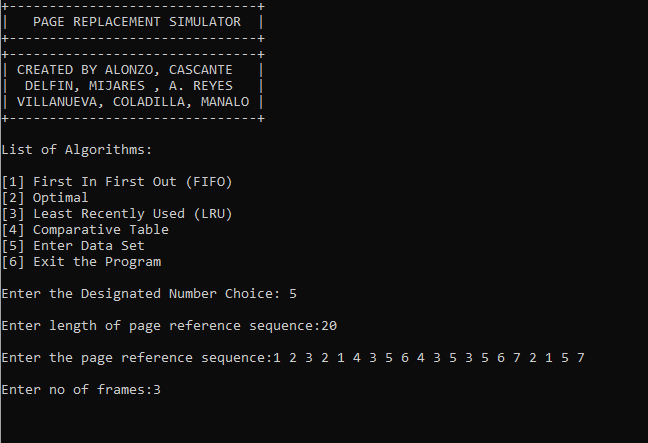 +-------------------------------+
|   PAGE REPLACEMENT SIMULATOR  |
+-------------------------------+
+-------------------------------+
| CREATED BY ALONZO, CASCANTE   |
|  DELFIN, MIJARES , A. REYES   |
| VILLANUEVA, COLADILLA, MANALO |
+-------------------------------+
List of Algorithms:
[1] First In First Out (FIFO)
[2] Optimal
[3] Least Recently Used (LRU)
[4] Comparative Table
[5] Enter Data Set
[6] Exit the Program
Enter the Designated Number Choice: 5
Enter length of page reference sequence:20
Enter the page reference sequence:1 2 3 2 1 4 3 5 6 4 3 5 3 5 6 7 2 1 5 7
Enter no of frames:3